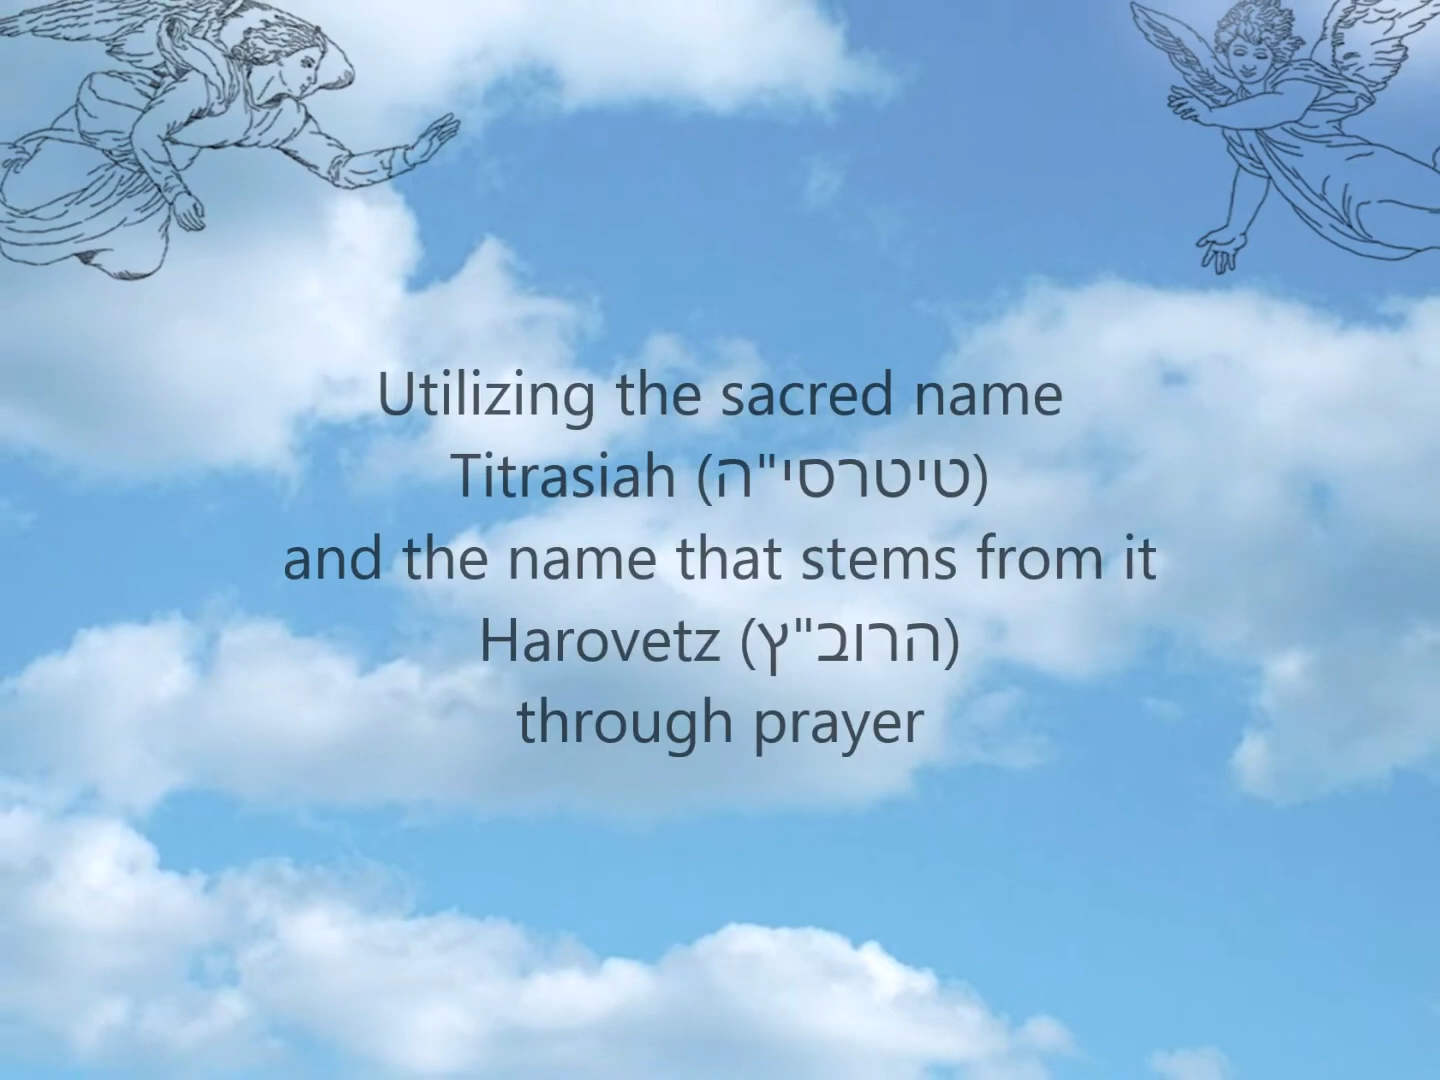 Utilizing the sacred name
Titrasiah (טיטרסי"ה)
and the name that stems from it
Harovetz (הרוב"ץ)
through prayer